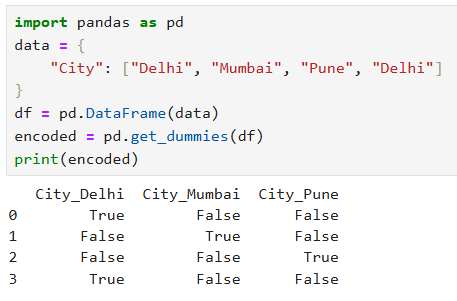 import pandas as pd
data = {
    "City": ["Delhi", "Mumbai", "Pune", "Delhi"]
}
df = pd.DataFrame(data)
encoded = pd.get_dummies(df)
print(encoded)
   City_Delhi  City_Mumbai  City_Pune
0        True        False      False
1       False         True      False
2       False        False       True
3        True        False      False